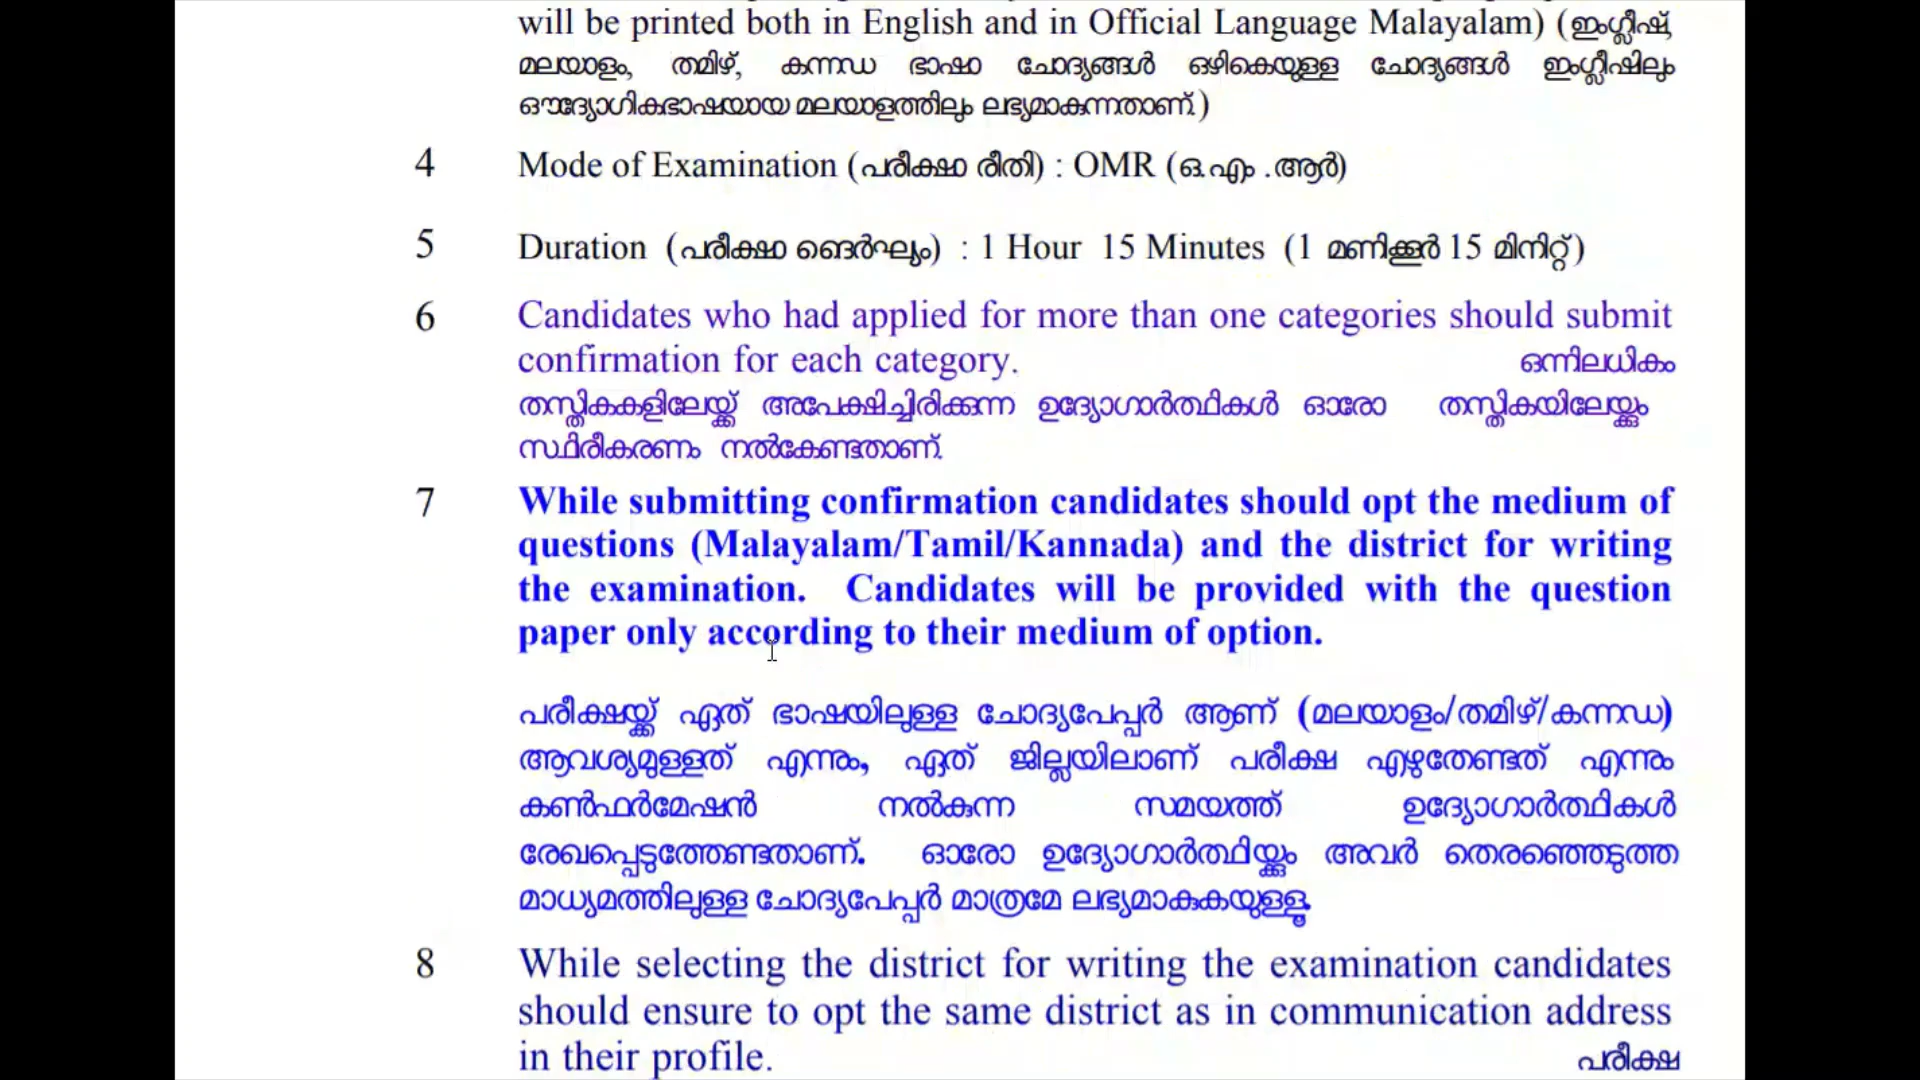 will be printed both in English and in Official Language Malayalam) (ഇംഗ്ലീഷ്,
മലയാളം, തമിഴ്, കന്നഡ ഭാഷാ ചോദ്യങ്ങൾ ഒഴികെയുള്ള ചോദ്യങ്ങൾ ഇംഗ്ലീഷിലും
ഔദ്യോഗികഭാഷയായ മലയാളത്തിലും ലഭ്യമാകുന്നതാണ്.)
4 Mode of Examination (പരീക്ഷാ രീതി) : OMR (ഒ.എം .ആർ)
5 Duration (പരീക്ഷാ ദൈർഘ്യം) : 1 Hour 15 Minutes (1 മണിക്കൂർ 15 മിനിറ്റ്)
6 Candidates who had applied for more than one categories should submit
confirmation for each category. ഒന്നിലധികം
തസ്തികകളിലേയ്ക്ക് അപേക്ഷിച്ചിരിക്കുന്ന ഉദ്യോഗാർത്ഥികൾ ഓരോ തസ്തികയിലേയ്ക്കും
സ്ഥിരീകരണം നൽകേണ്ടതാണ്.
7 While submitting confirmation candidates should opt the medium of
questions (Malayalam/Tamil/Kannada) and the district for writing
the examination. Candidates will be provided with the question
paper only according to their medium of option.
പരീക്ഷയ്ക്ക് ഏത് ഭാഷയിലുള്ള ചോദ്യപേപ്പർ ആണ് (മലയാളം/തമിഴ്/കന്നഡ)
ആവശ്യമുള്ളത് എന്നും, ഏത് ജില്ലയിലാണ് പരീക്ഷ എഴുതേണ്ടത് എന്നും
കൺഫർമേഷൻ നൽകുന്ന സമയത്ത് ഉദ്യോഗാർത്ഥികൾ
രേഖപ്പെടുത്തേണ്ടതാണ്. ഓരോ ഉദ്യോഗാർത്ഥിയ്ക്കും അവർ തെരഞ്ഞെടുത്ത
മാധ്യമത്തിലുള്ള ചോദ്യപേപ്പർ മാത്രമേ ലഭ്യമാകുകയുള്ളൂ.
8 While selecting the district for writing the examination candidates
should ensure to opt the same district as in communication address
in their profile. പരീക്ഷ